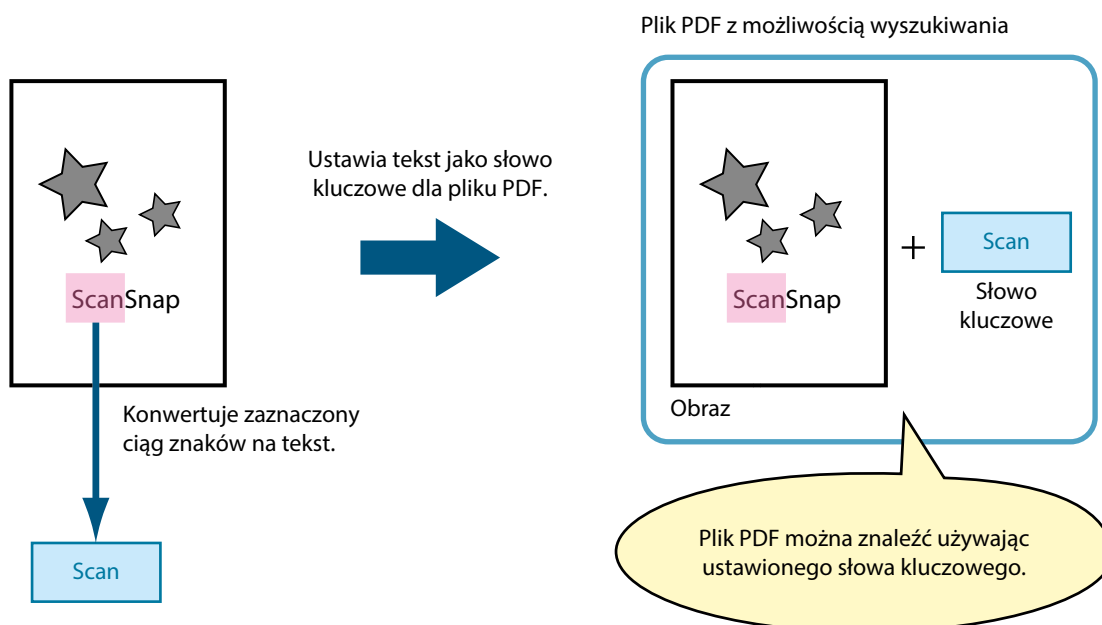 Plik PDF z możliwością wyszukiwania
ScanSnap
Konwertuje zaznaczony
ciąg znaków na tekst.
Scan
Ustawia tekst jako słowo
kluczowe dla pliku PDF.
ScanSnap
Obraz
+
Scan
Słowo
kluczowe
Plik PDF można znaleźć używając
ustawionego słowa kluczowego.